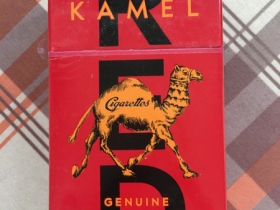 KAMEL
RED
Cigarettes
GENUINE